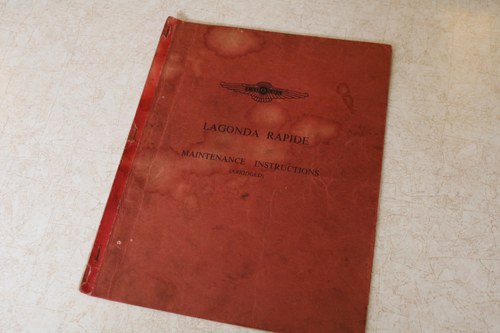 LAGONDA RAPIDE
MAINTENANCE INSTRUCTIONS